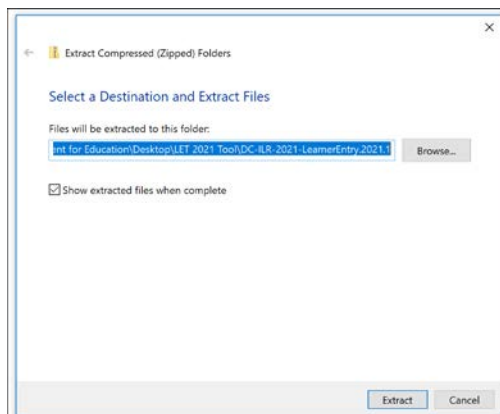 Extract Compressed (Zipped) Folders
Select a Destination and Extract Files
Files will be extracted to this folder:
ent for Education\Desktop\LET 2021 Tool\DC-ILR-2021-LearnerEntry.2021.1
Browse...
Show extracted files when complete
Extract
Cancel